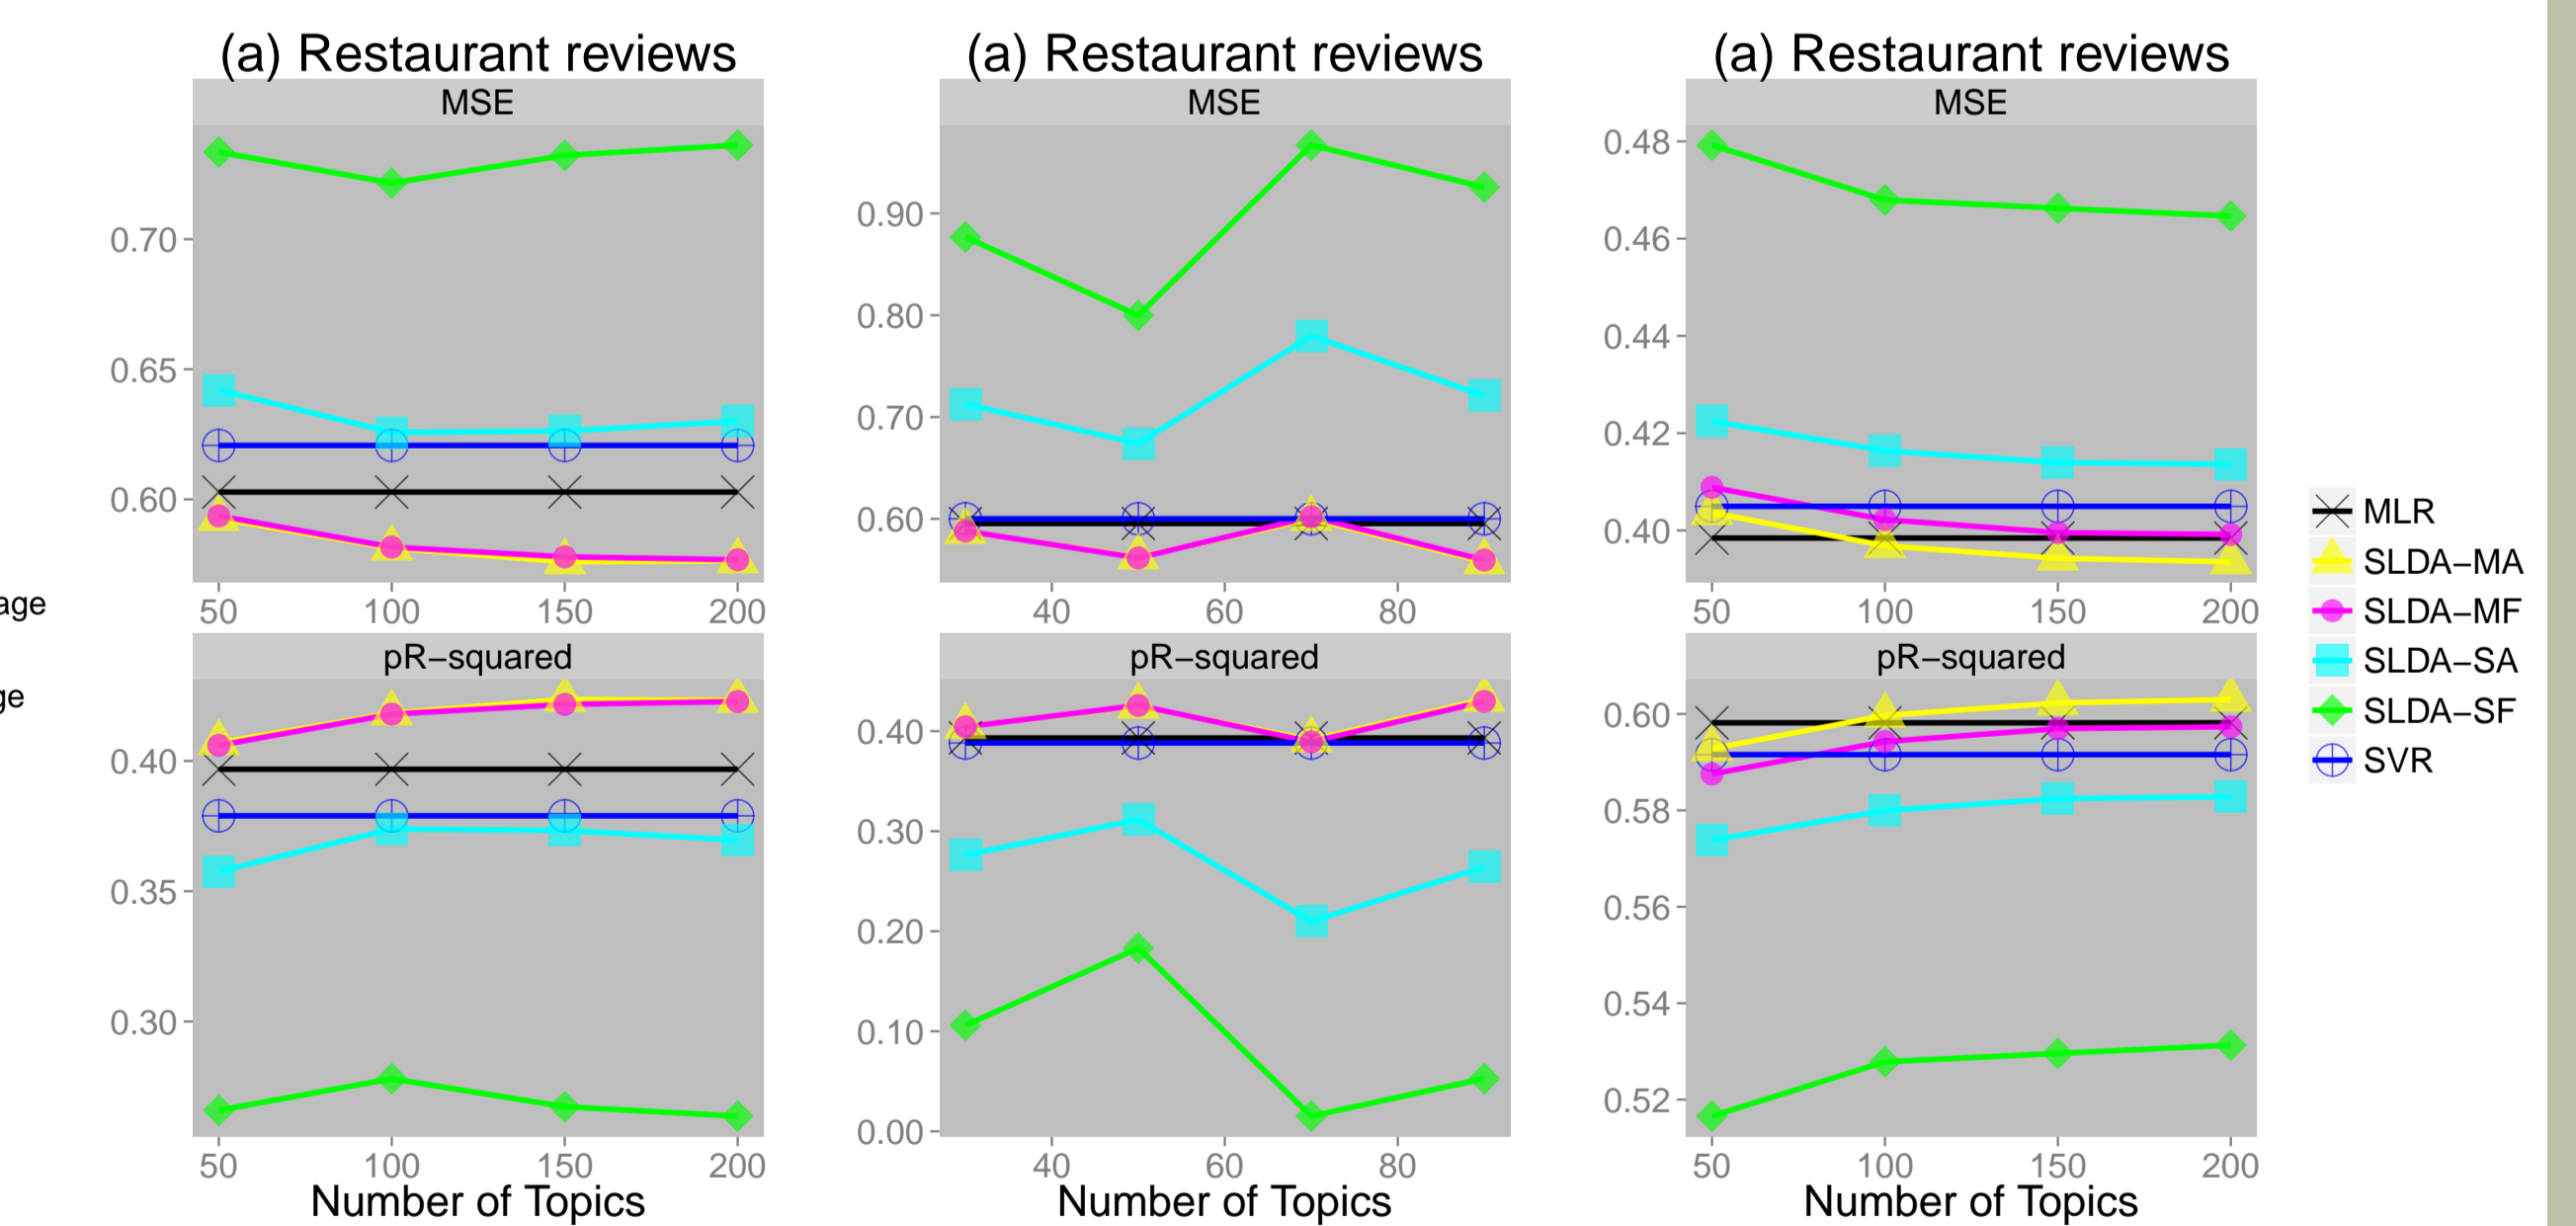 (a) Restaurant reviews
MSE
0.70
0.65
0.60
50 100 150 200
pR−squared
0.40
0.35
0.30
50 100 150 200
Number of Topics
(a) Restaurant reviews
MSE
0.90
0.80
0.70
0.60
40 60 80
pR−squared
0.40
0.30
0.20
0.10
0.00
40 60 80
Number of Topics
(a) Restaurant reviews
MSE
0.48
0.46
0.44
0.42
0.40
50 100 150 200
pR−squared
0.60
0.58
0.56
0.54
0.52
50 100 150 200
Number of Topics
MLR
SLDA−MA
SLDA−MF
SLDA−SA
SLDA−SF
SVR